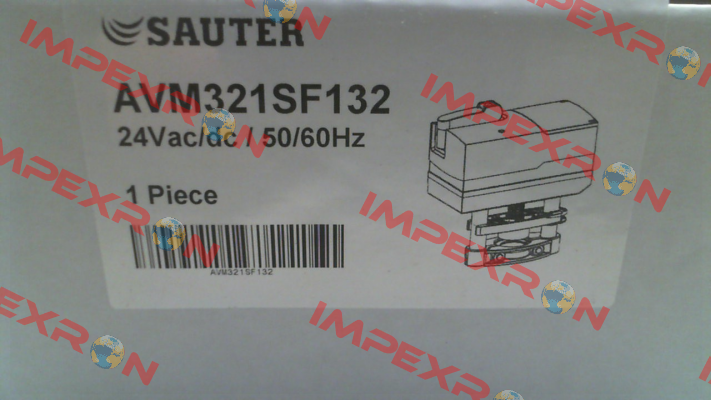 SAUTER
AVM321SF132
24Vac/dc / 50/60Hz
1 Piece
AVM321SF132
IMPEXRON
IMPEXRON
IMPEXRON
IMPEXRON
IMPEXRON
IMPEXRON